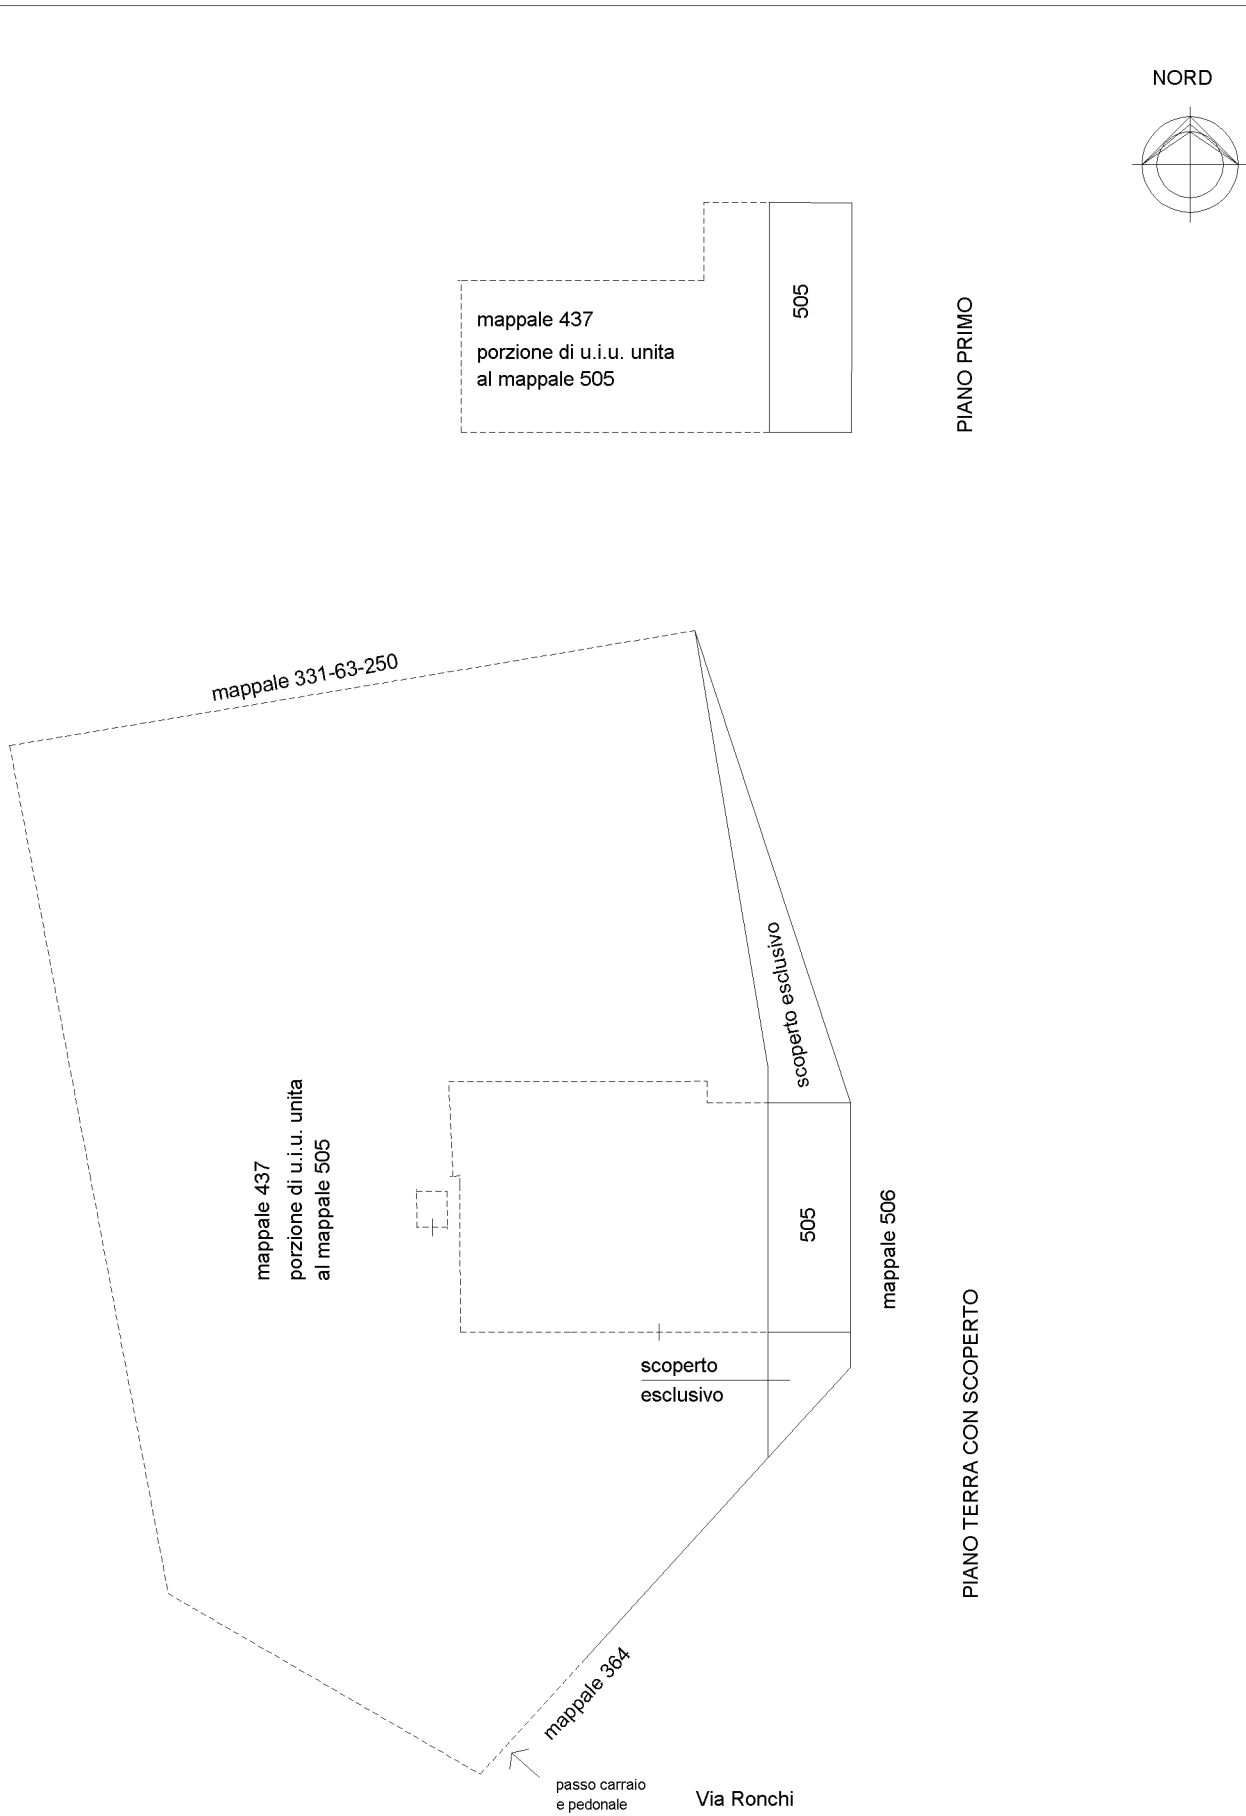 NORD
mappale 437
porzione di u.i.u. unita
al mappale 505
505
PIANO PRIMO
mappale 331-63-250
scoperto esclusivo
mappale 437
porzione di u.i.u. unita
al mappale 505
505
mappale 506
scoperto
esclusivo
PIANO TERRA CON SCOPERTO
mappale 364
passo carraio
e pedonale
Via Ronchi